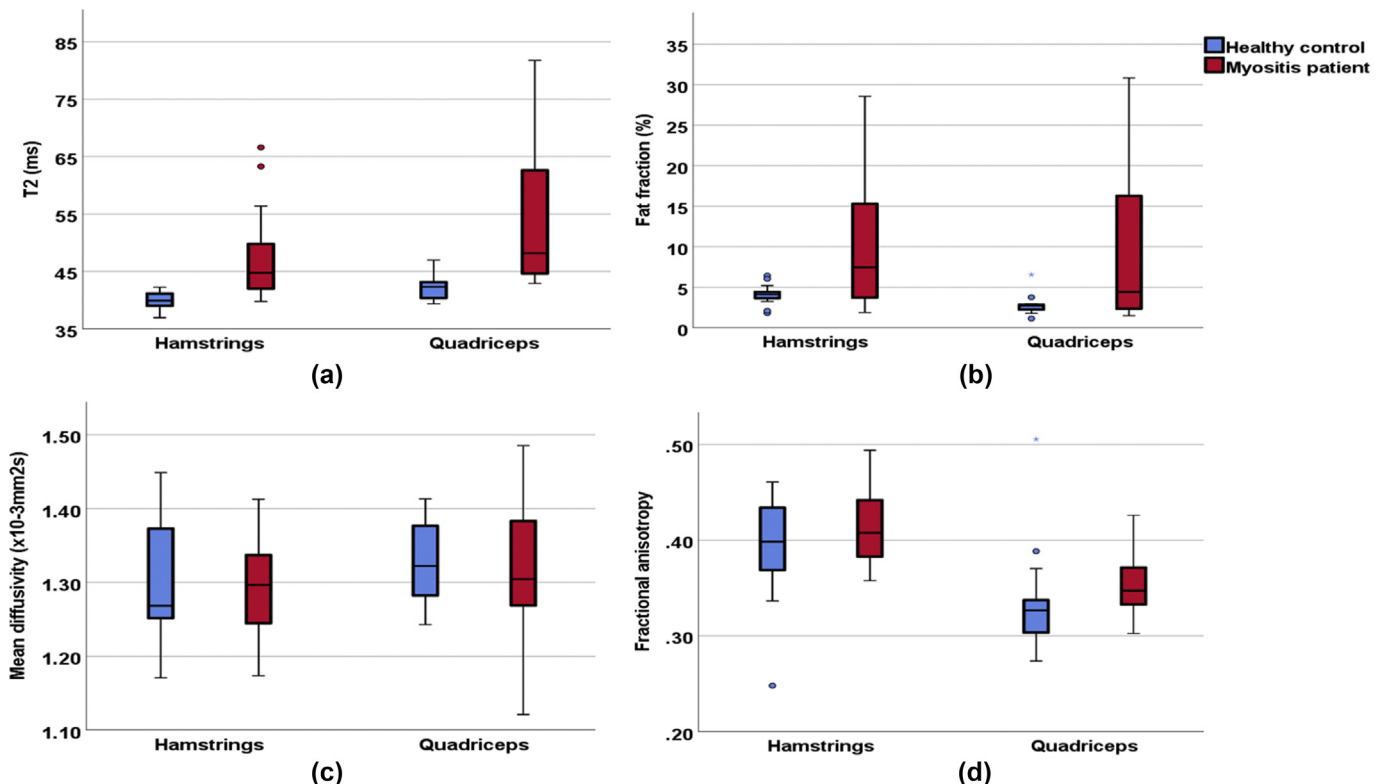 85
75
65
55
45
35
T2 (ms)
Hamstrings
Quadriceps
(a)
35
30
25
20
15
10
5
0
Fat fraction (%)
Hamstrings
Quadriceps
(b)
Healthy control
Myositis patient
1.50
1.40
1.30
1.20
1.10
Mean diffusivity (x10-3mm2s)
Hamstrings
Quadriceps
(c)
.50
.40
.30
.20
Fractional anisotropy
Hamstrings
Quadriceps
(d)